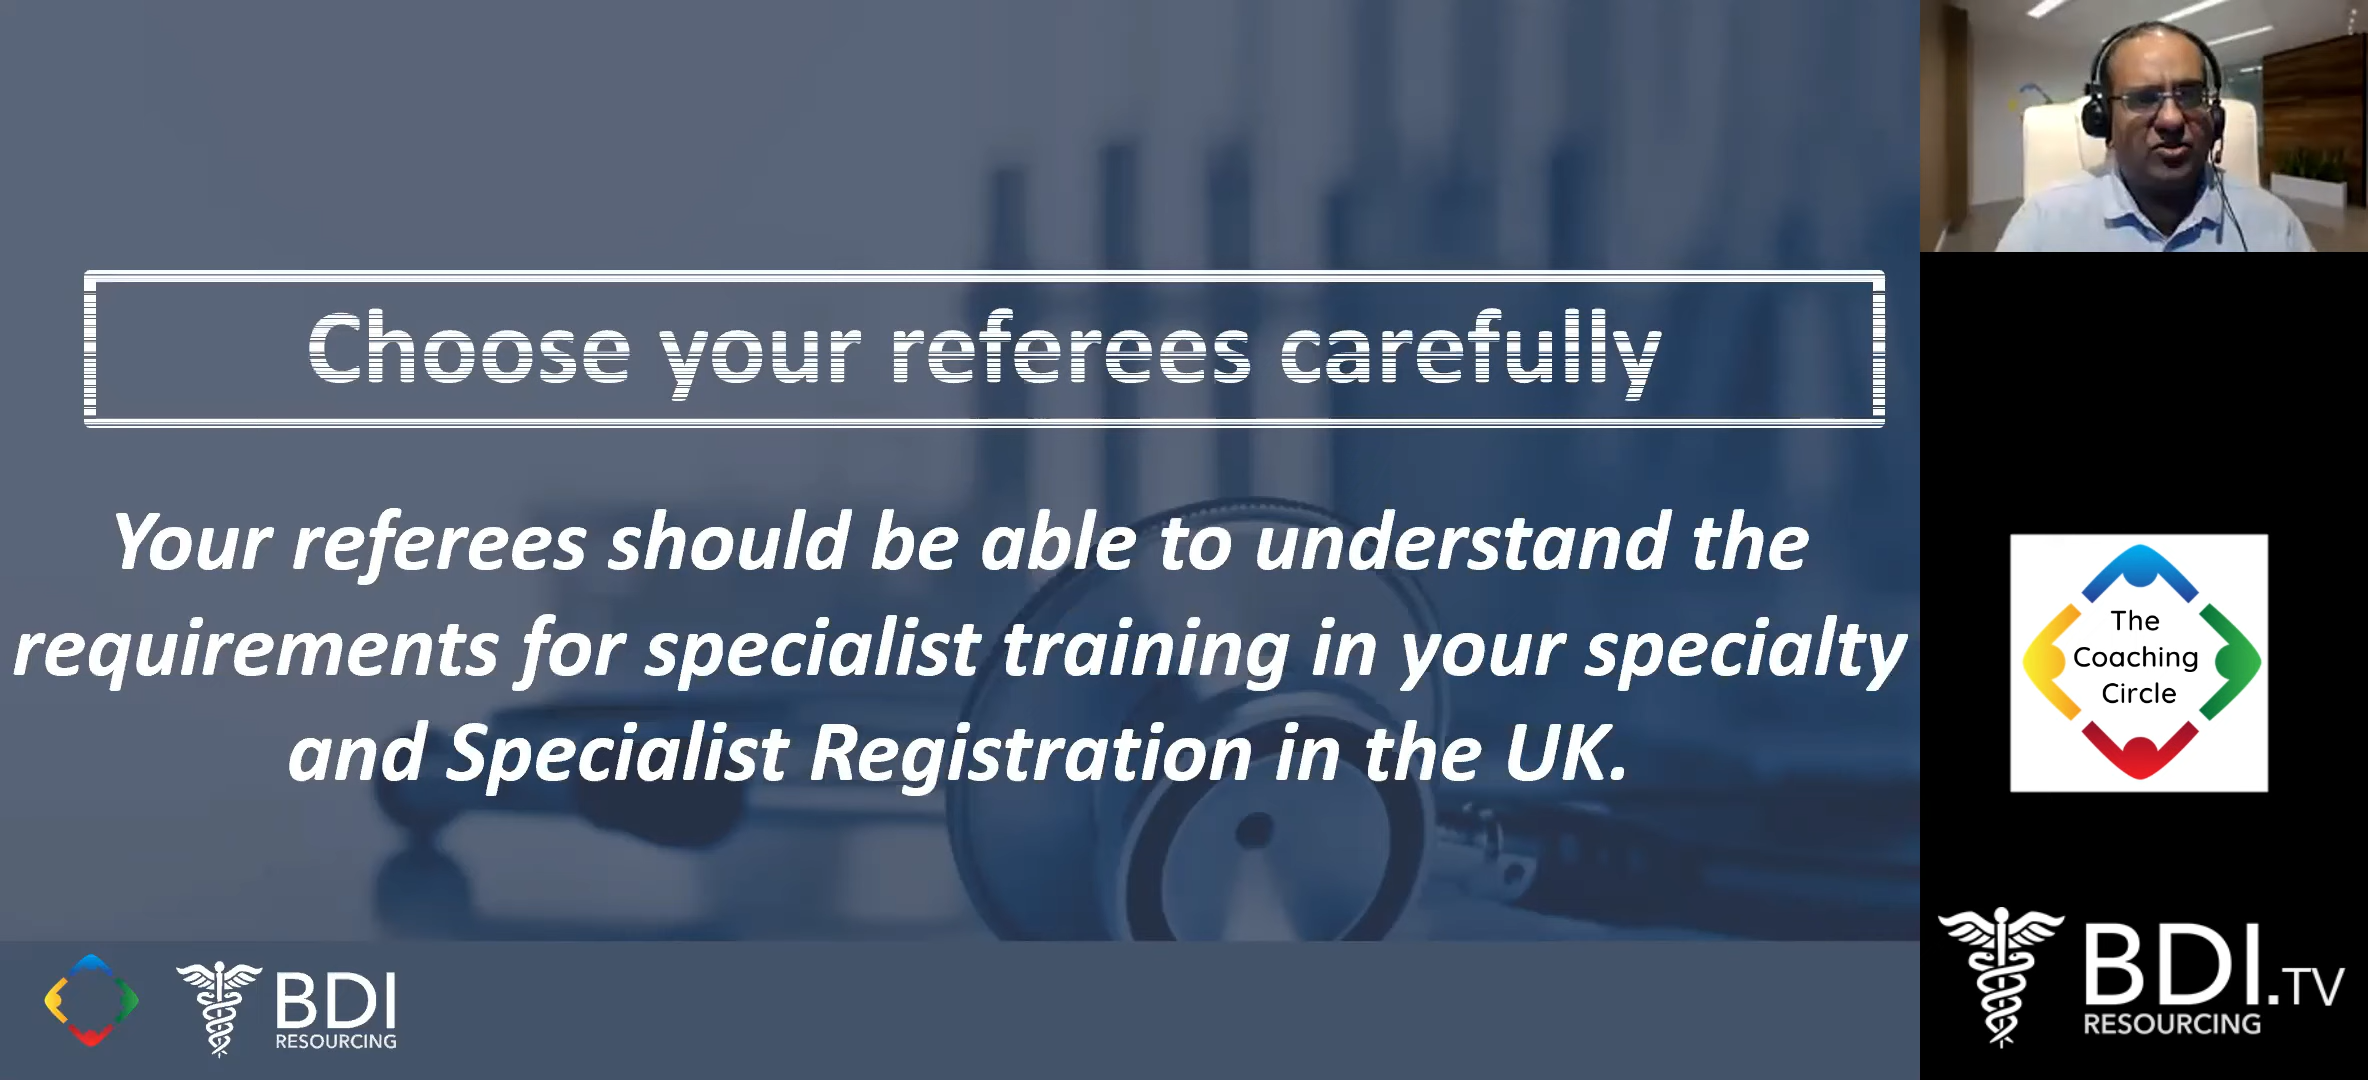 Choose your referees carefully
Your referees should be able to understand the
requirements for specialist training in your specialty
and Specialist Registration in the UK.
BDI
RESOURCING
The
Coaching
Circle
BDI.TV
RESOURCING